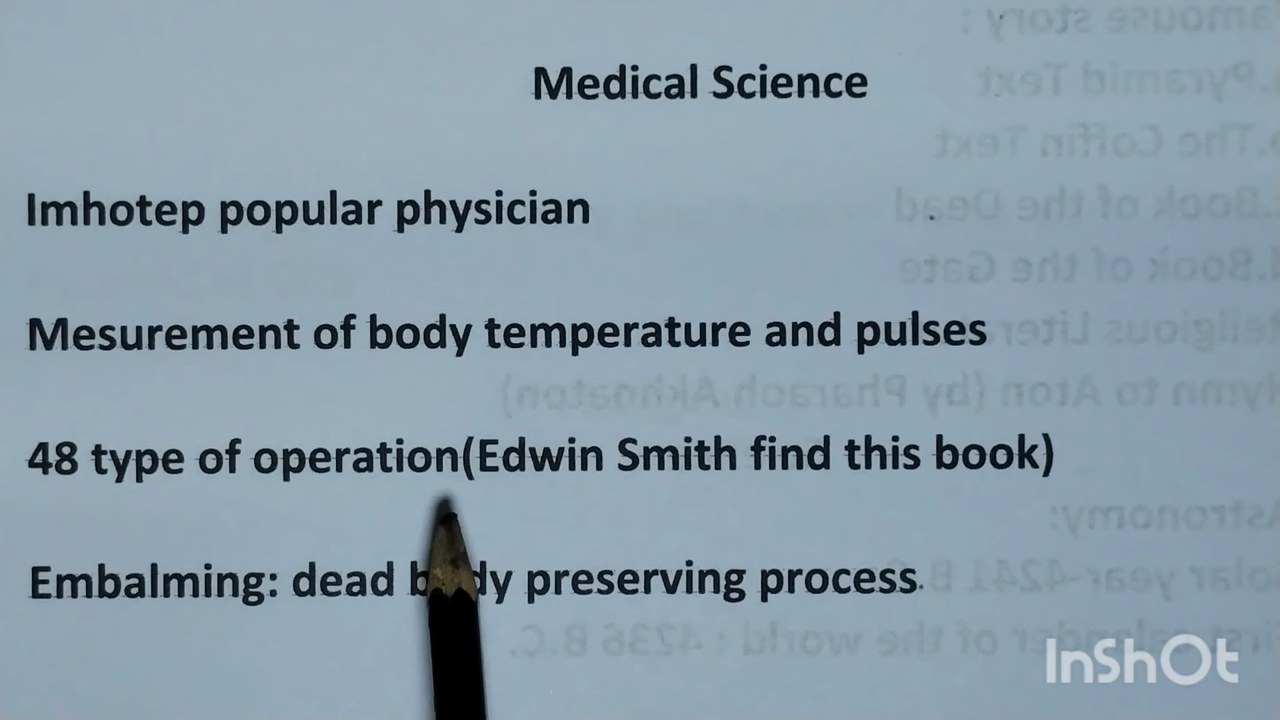 Medical Science
Imhotep popular physician
Mesurement of body temperature and pulses
48 type of operation(Edwin Smith find this book)
Embalming: dead body preserving process.
InShOt